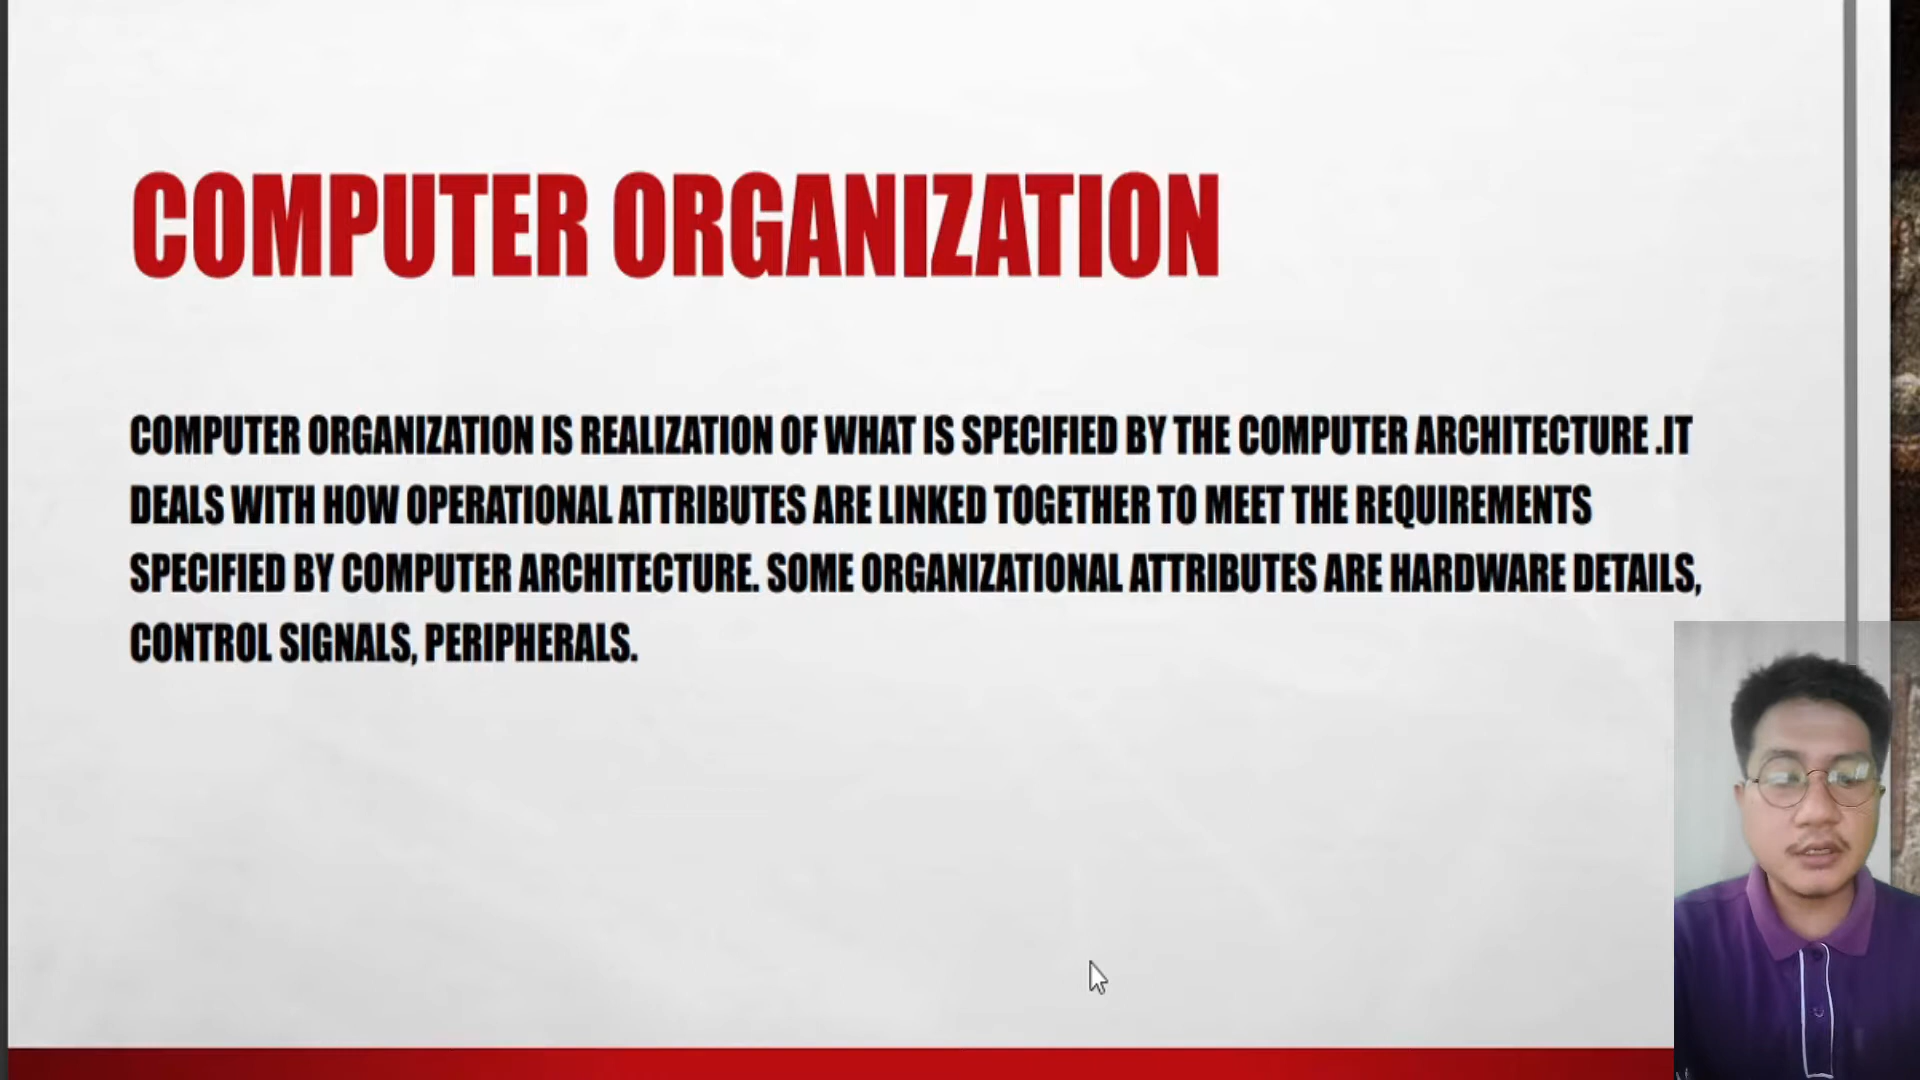 COMPUTER ORGANIZATION
COMPUTER ORGANIZATION IS REALIZATION OF WHAT IS SPECIFIED BY THE COMPUTER ARCHITECTURE .IT
DEALS WITH HOW OPERATIONAL ATTRIBUTES ARE LINKED TOGETHER TO MEET THE REQUIREMENTS
SPECIFIED BY COMPUTER ARCHITECTURE. SOME ORGANIZATIONAL ATTRIBUTES ARE HARDWARE DETAILS,
CONTROL SIGNALS, PERIPHERALS.